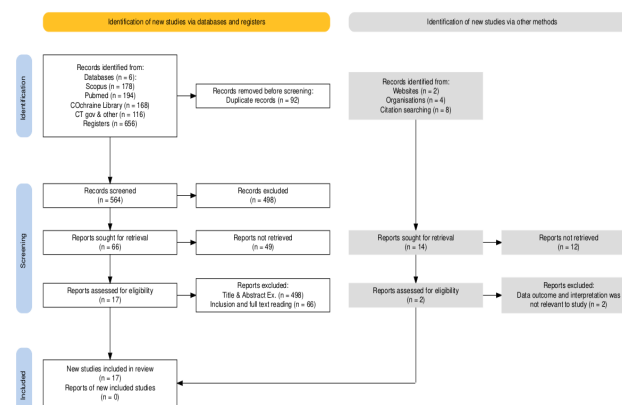 Identification of new studies via databases and registers
Identification of new studies via other methods
Identification
Records identified from:
Databases (n = 6):
Scopus (n = 178)
Pubmed (n = 194)
COchraine Library (n = 168)
CT gov & other (n = 116)
Registers (n = 656)
Records removed before screening:
Duplicate records (n = 92)
Records identified from:
Websites (n = 2)
Organisations (n = 4)
Citation searching (n = 8)
Screening
Records screened
(n = 564)
Records excluded
(n = 498)
Reports sought for retrieval
(n = 66)
Reports not retrieved
(n = 49)
Reports sought for retrieval
(n = 14)
Reports not retrieved
(n = 12)
Reports assessed for eligibility
(n = 17)
Reports excluded:
Title & Abstract Ex. (n = 498)
Inclusion and full text reading (n = 66)
Reports assessed for eligibility
(n = 2)
Reports excluded:
Data outcome and interpretation was
not relevant to study (n = 2)
Included
New studies included in review
(n = 17)
Reports of new included studies
(n = 0)